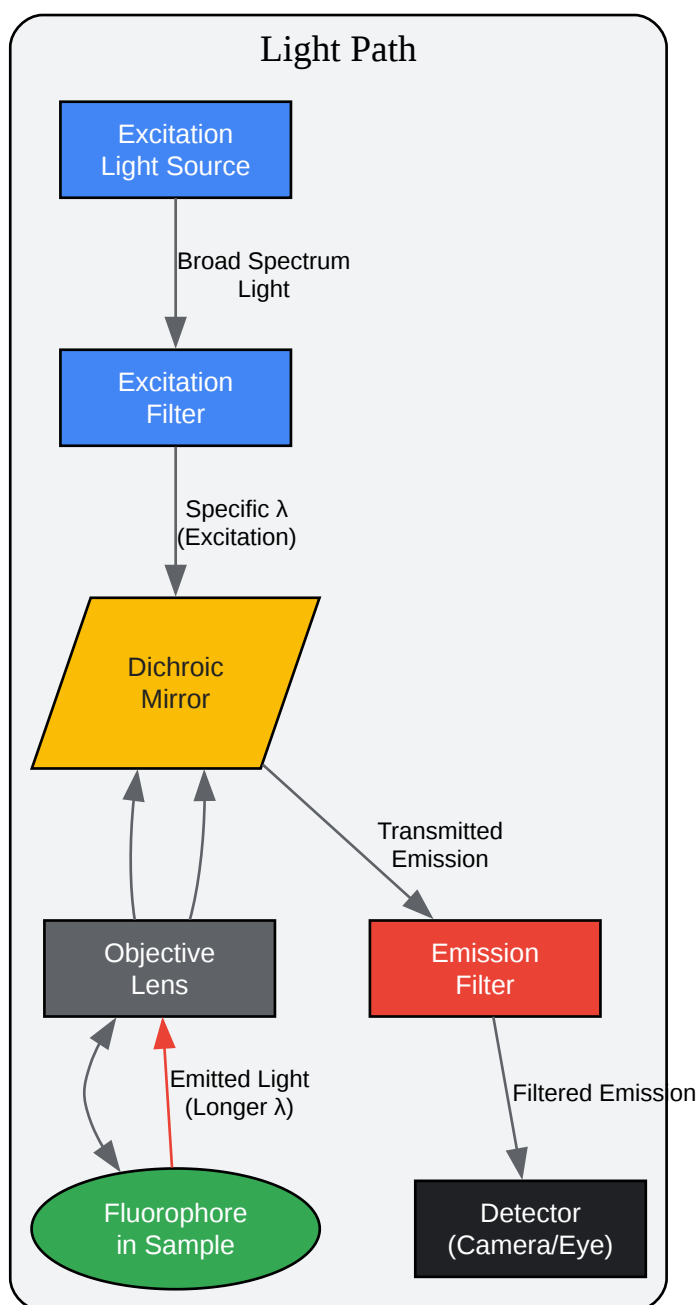 Light Path
Excitation
Light Source
Broad Spectrum
Light
Excitation
Filter
Specific λ
(Excitation)
Dichroic
Mirror
Transmitted
Emission
Objective
Lens
Emission
Filter
Emitted Light
(Longer λ)
Filtered Emission
Fluorophore
in Sample
Detector
(Camera/Eye)